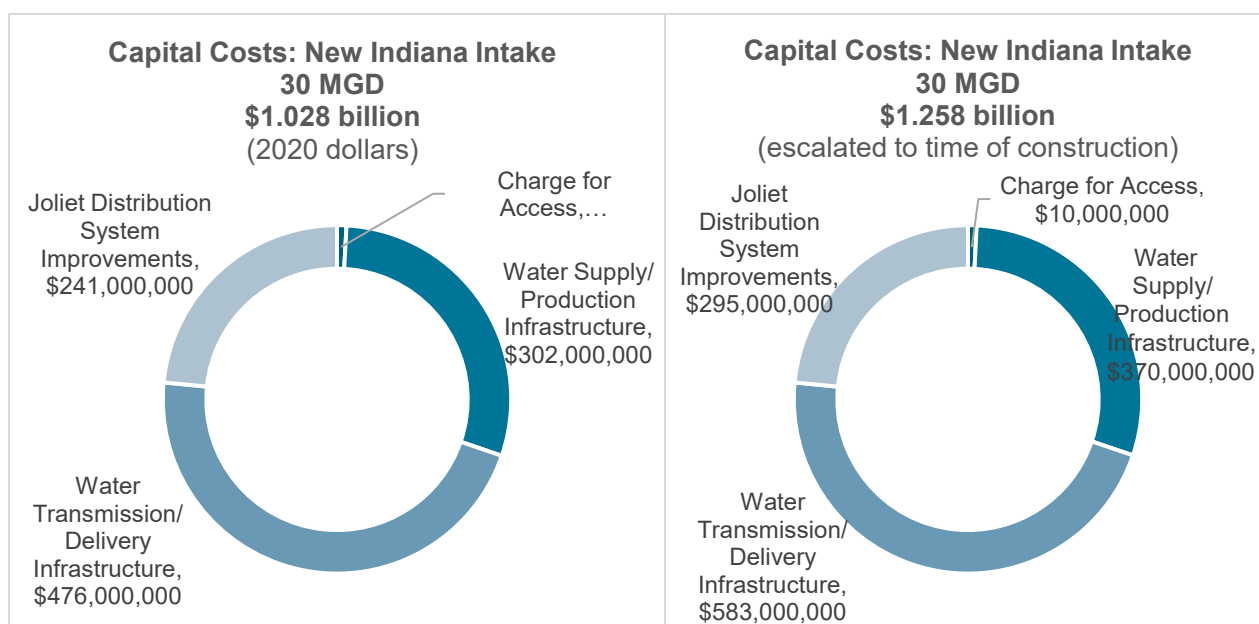 Capital Costs: New Indiana Intake
30 MGD
$1.028 billion
(2020 dollars)
Charge for
Access,…
Joliet Distribution
System
Improvements,
$241,000,000
Water Supply/
Production
Infrastructure,
$302,000,000
Water
Transmission/
Delivery
Infrastructure,
$476,000,000
Capital Costs: New Indiana Intake
30 MGD
$1.258 billion
(escalated to time of construction)
Charge for Access,
$10,000,000
Joliet
Distribution
System
Improvements,
$295,000,000
Water
Supply/
Production
Infrastructure,
$370,000,000
Water
Transmission/
Delivery
Infrastructure,
$583,000,000